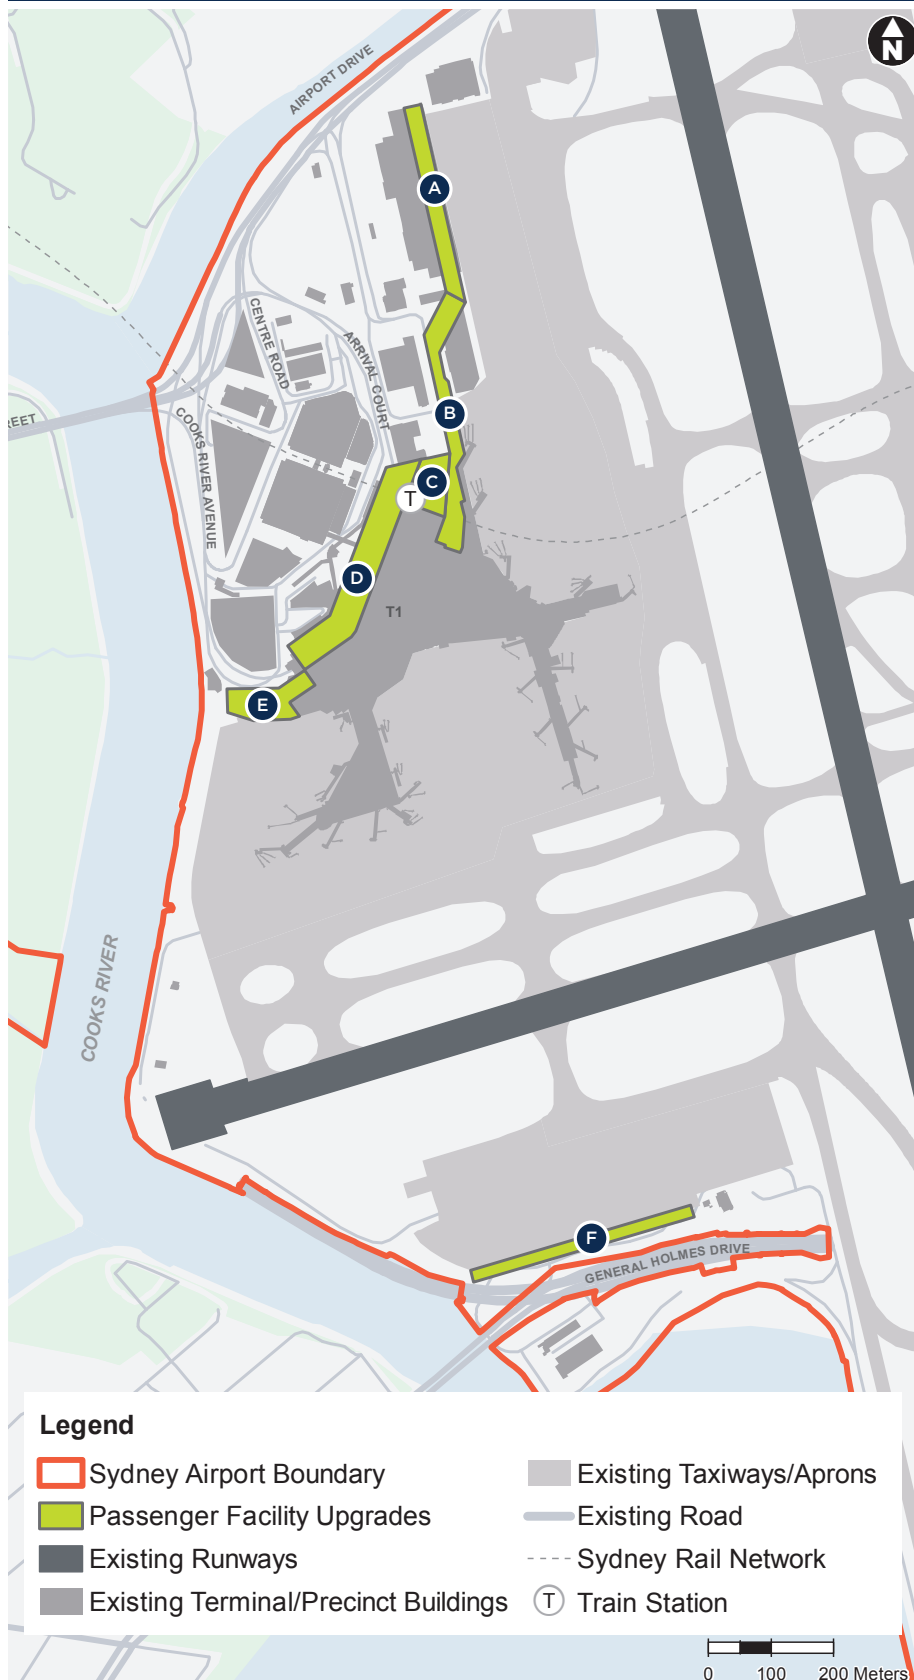 N
AIRPORT DRIVE
A
CENTRE ROAD
ARRIVAL COURT
REET
COOKS RIVER AVENUE
B
C
T
D
T1
E
COOKS RIVER
F
GENERAL HOLMES DRIVE
Legend
Sydney Airport Boundary
Passenger Facility Upgrades
Existing Runways
Existing Terminal/Precinct Buildings
Existing Taxiways/Aprons
Existing Road
Sydney Rail Network
T Train Station
0 100 200 Meters